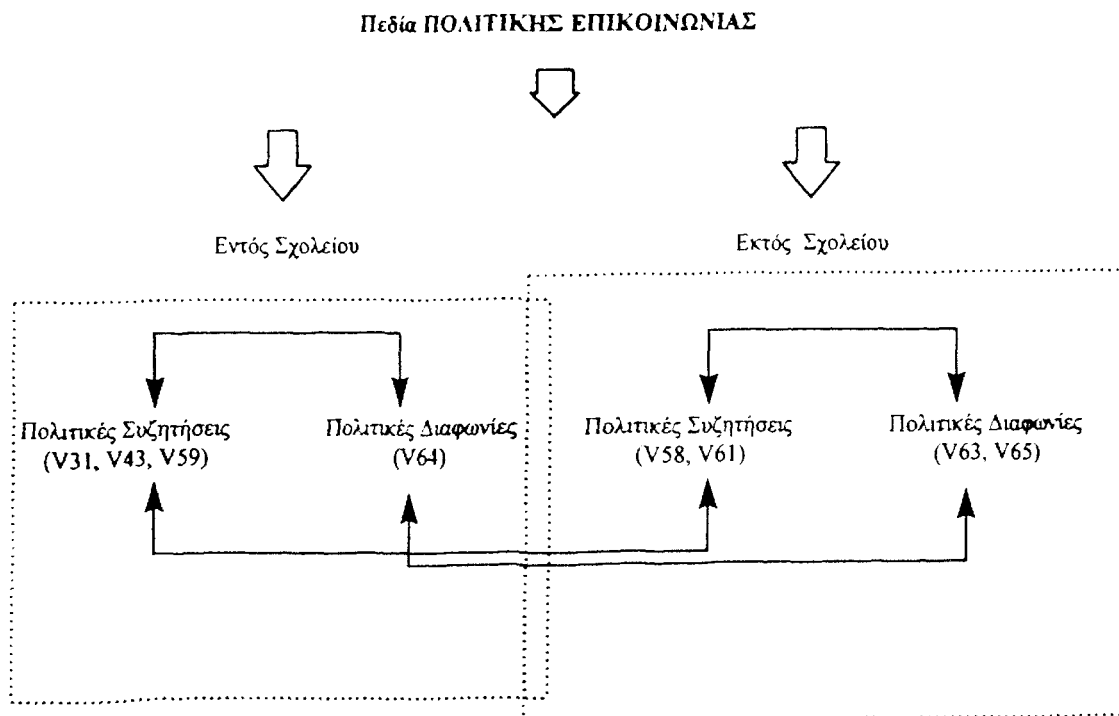 Πεδία ΠΟΛΙΤΙΚΗΣ ΕΠΙΚΟΙΝΩΝΙΑΣ
Εντός Σχολείου
Εκτός Σχολείου
Πολιτικές Συζητήσεις
(V31, V43, V59)
Πολιτικές Διαφωνίες
(V64)
Πολιτικές Συζητήσεις
(V58, V61)
Πολιτικές Διαφωνίες
(V63, V65)